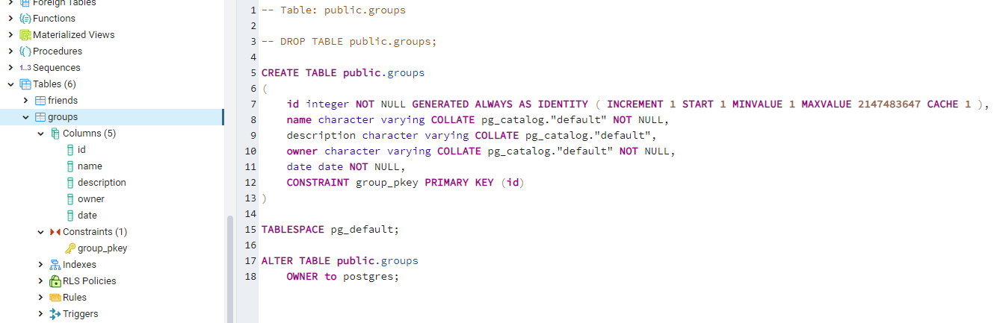 Foreign Tables
Functions
Materialized Views
Procedures
1..3 Sequences
Tables (6)
friends
groups
Columns (5)
id
name
description
owner
date
Constraints (1)
group_pkey
Indexes
RLS Policies
Rules
Triggers
1 -- Table: public.groups
2
3 -- DROP TABLE public.groups;
4
5 CREATE TABLE public.groups
6 (
7     id integer NOT NULL GENERATED ALWAYS AS IDENTITY ( INCREMENT 1 START 1 MINVALUE 1 MAXVALUE 2147483647 CACHE 1 ),
8     name character varying COLLATE pg_catalog."default" NOT NULL,
9     description character varying COLLATE pg_catalog."default",
10     owner character varying COLLATE pg_catalog."default" NOT NULL,
11     date date NOT NULL,
12     CONSTRAINT group_pkey PRIMARY KEY (id)
13 )
14
15 TABLESPACE pg_default;
16
17 ALTER TABLE public.groups
18     OWNER to postgres;